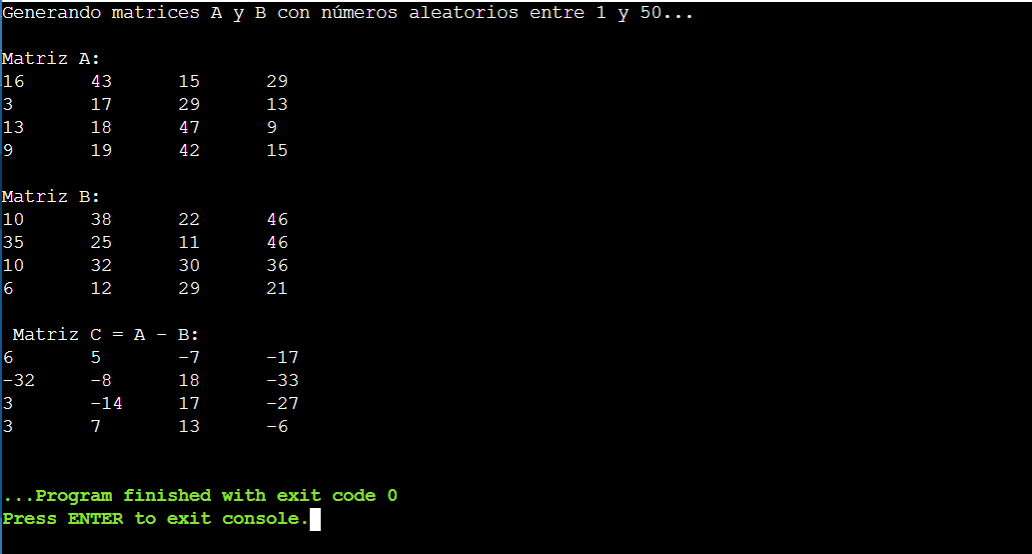 Generando matrices A y B con números aleatorios entre 1 y 50...
Matriz A:
16 43 15 29
3 17 29 13
13 18 47 9
9 19 42 15
Matriz B:
10 38 22 46
35 25 11 46
10 32 30 36
6 12 29 21
Matriz C = A - B:
6 5 -7 -17
-32 -8 18 -33
3 -14 17 -27
3 7 13 -6
...Program finished with exit code 0
Press ENTER to exit console.